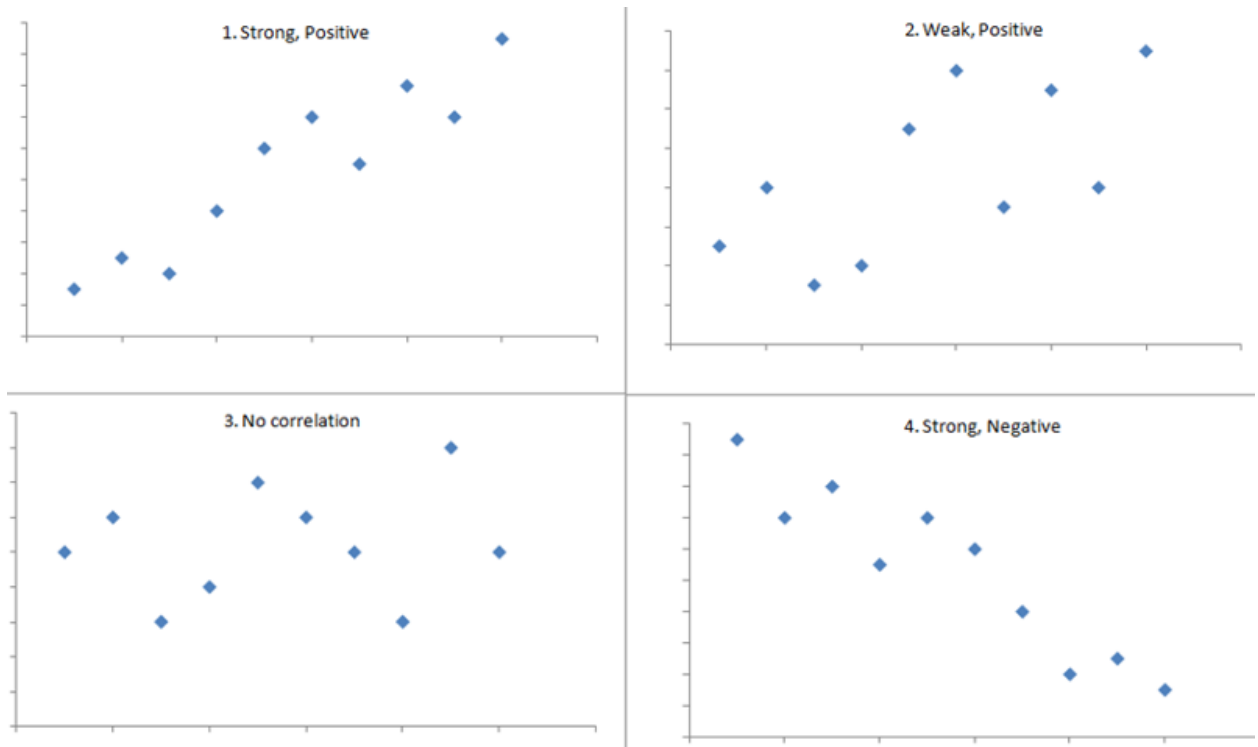 1. Strong, Positive
2. Weak, Positive
3. No correlation
4. Strong, Negative